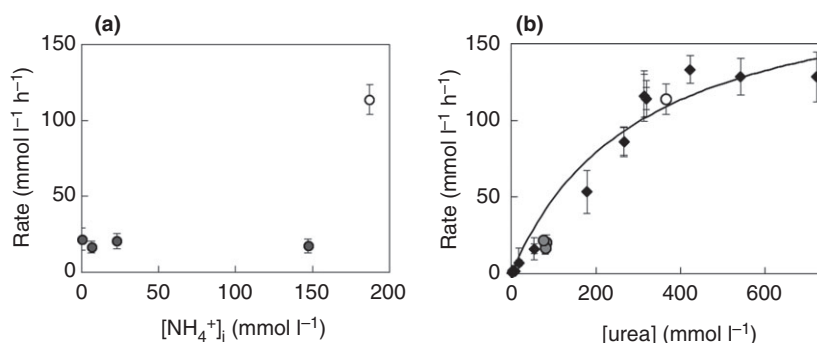 (a)
150
100
50
0
Rate (mmol l⁻¹ h⁻¹)
0 50 100 150 200
[NH₄⁺]ᵢ (mmol l⁻¹)
(b)
150
100
50
0
Rate (mmol l⁻¹ h⁻¹)
0 200 400 600
[urea] (mmol l⁻¹)